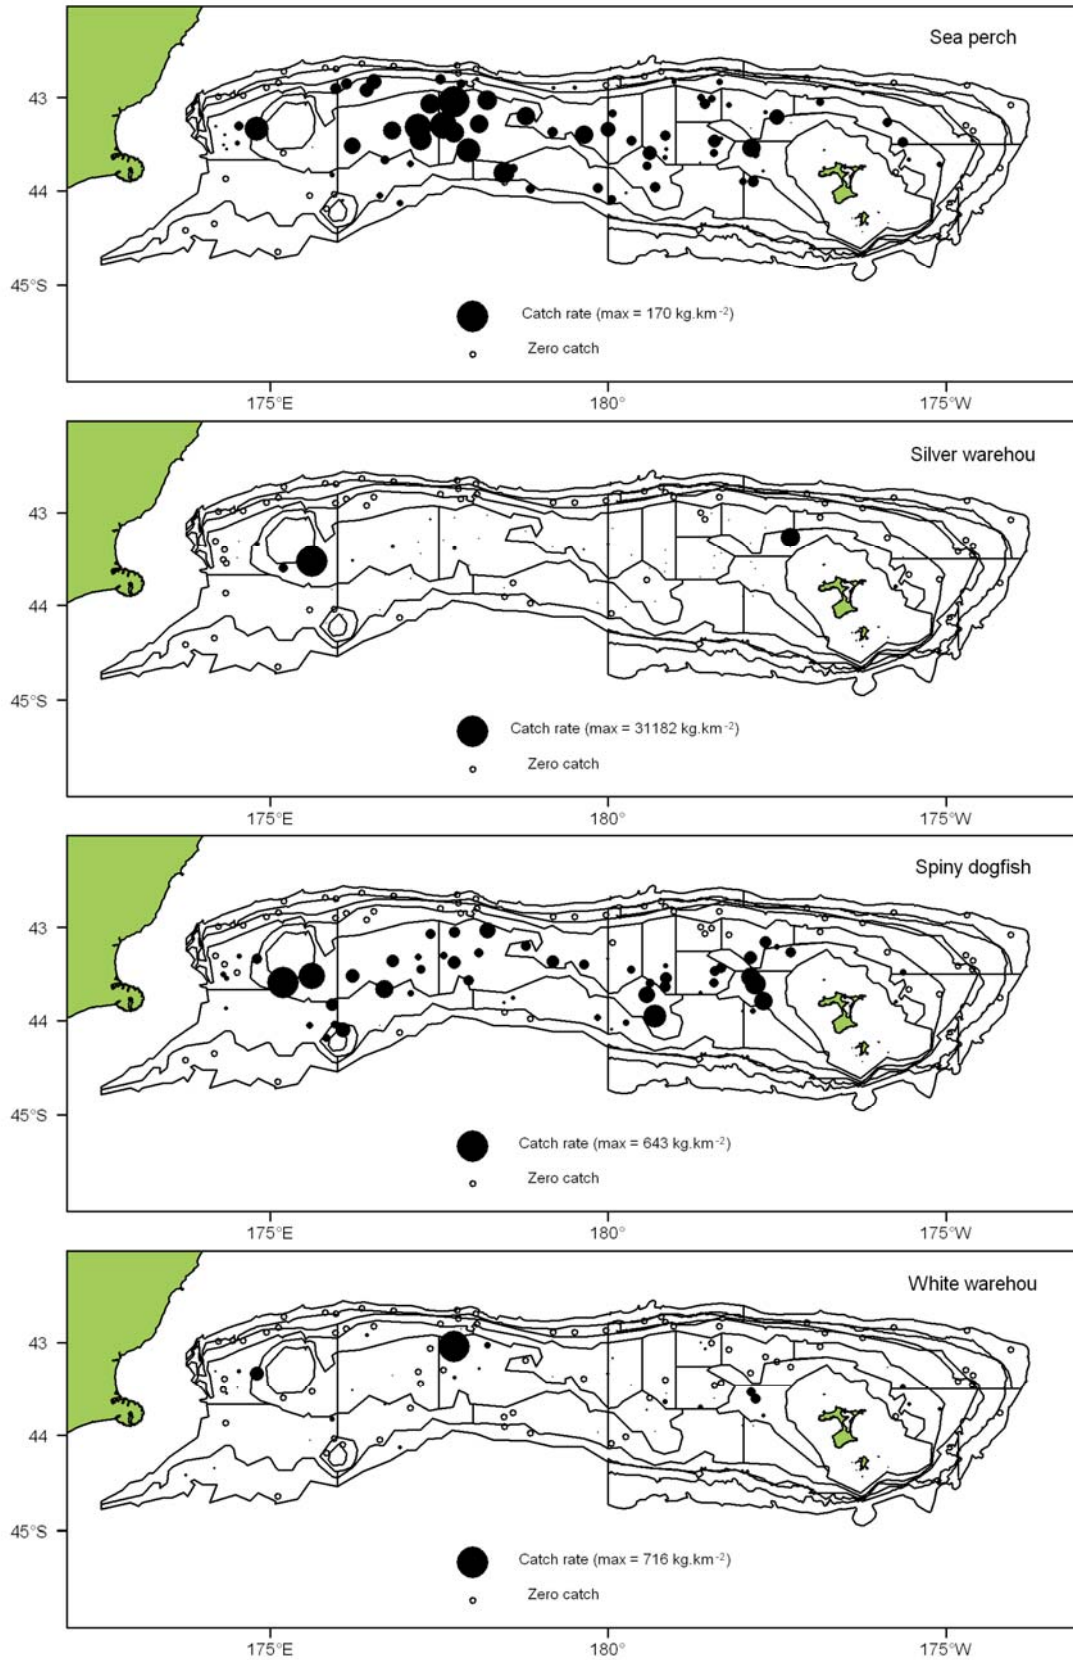 Sea perch
43
44
45°S
Catch rate (max = 170 kg.km-2)
Zero catch
175°E 180° 175°W
Silver warehou
43
44
45°S
Catch rate (max = 31182 kg.km-2)
Zero catch
175°E 180° 175°W
Spiny dogfish
43
44
45°S
Catch rate (max = 643 kg.km-2)
Zero catch
175°E 180° 175°W
White warehou
43
44
45°S
Catch rate (max = 716 kg.km-2)
Zero catch
175°E 180° 175°W